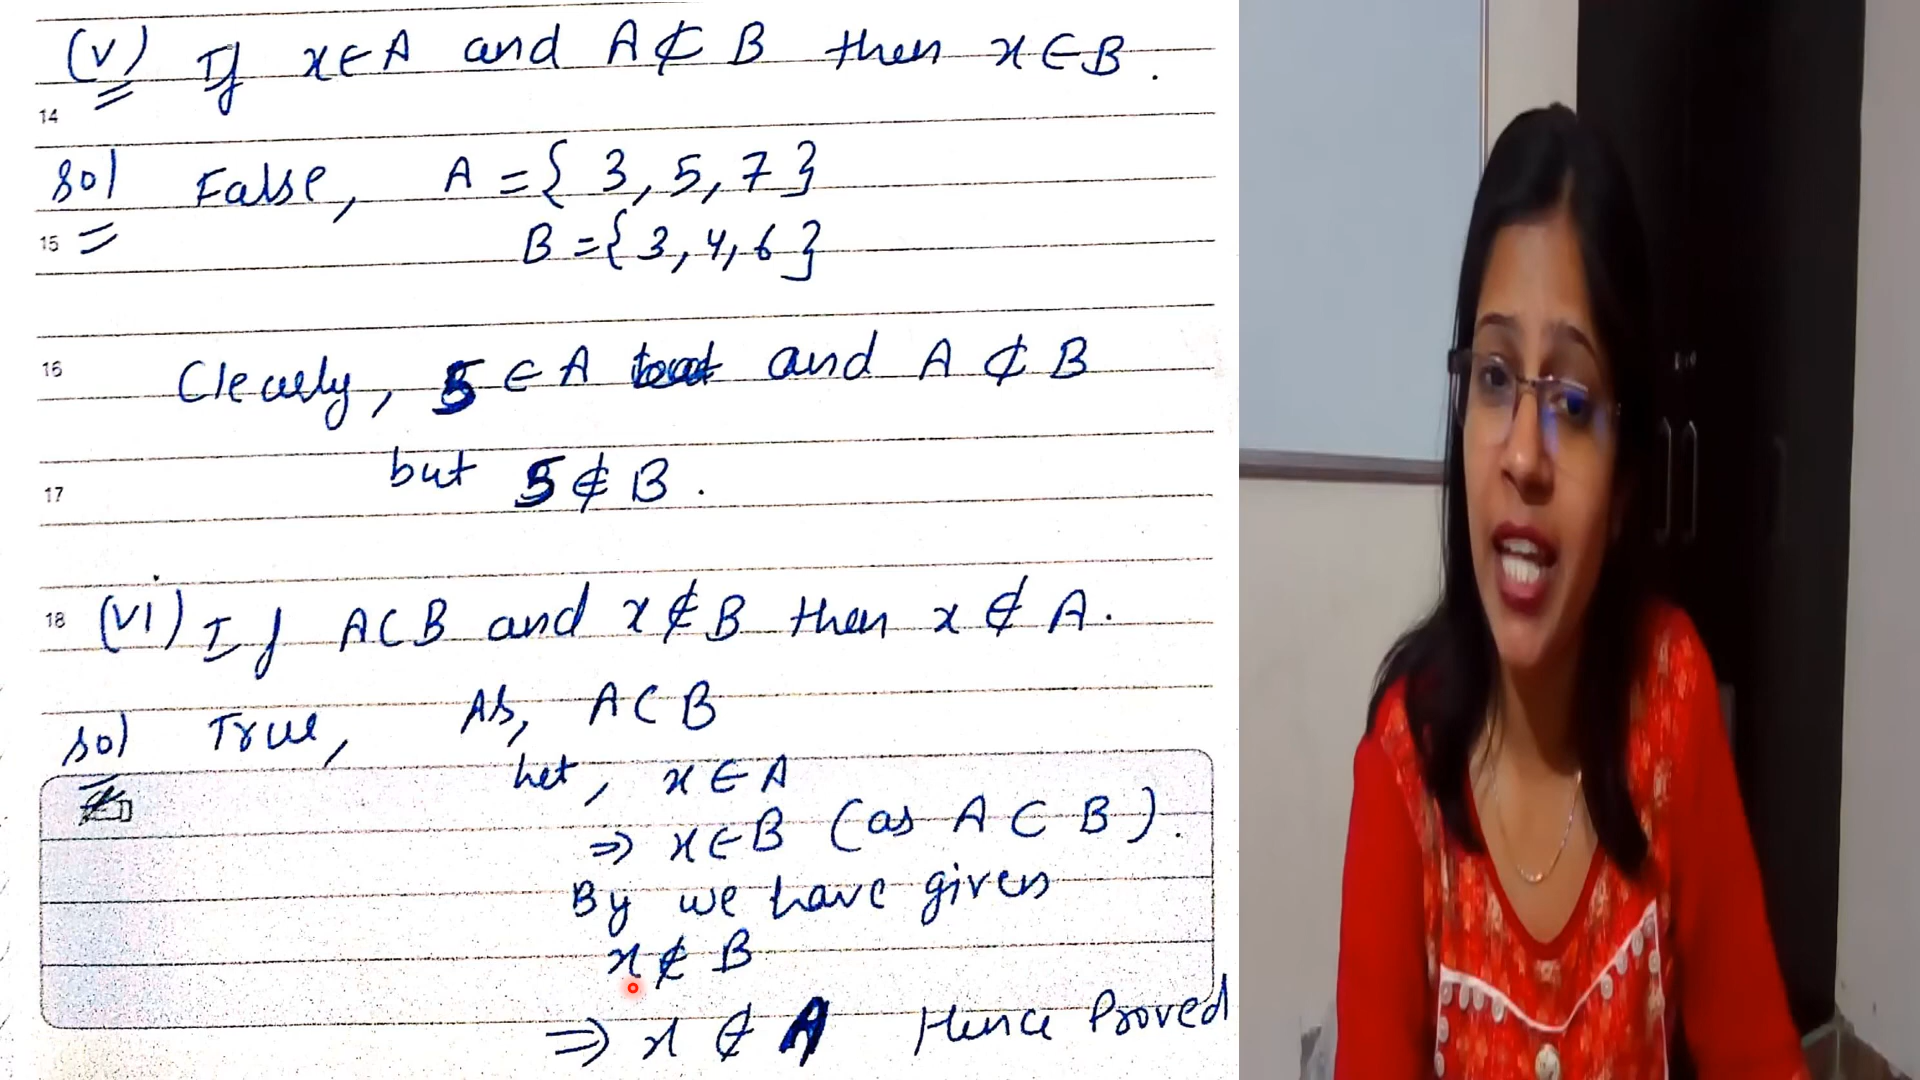 (v) If x∈A and A⊄B then x∈B.
14
Sol False, A = { 3, 5, 7 }
15 B = { 3, 4, 6 }
16 Clearly, 5 ∈ A and A ⊄ B
17 but 5 ∉ B.
18 (vi) If A⊂B and x∉B then x∉A.
Sol True, As, A⊂B
Let, x∈A
⇒ x∈B (as A⊂B).
By we have given
x∉B
⇒ x∉A Hence Proved